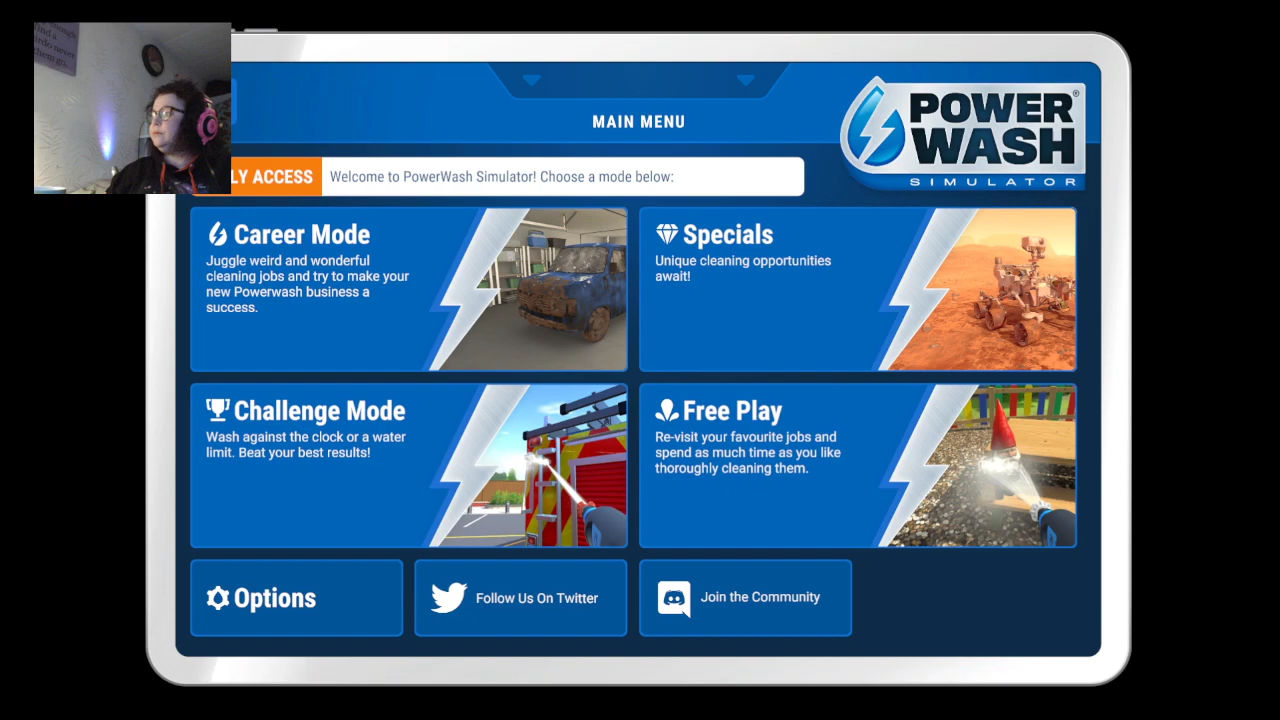 find a
MAIN MENU
POWER
WASH
SIMULATOR
LY ACCESS
Welcome to PowerWash Simulator! Choose a mode below:
Career Mode
Juggle weird and wonderful
cleaning jobs and try to make your
new Powerwash business a
success.
Specials
Unique cleaning opportunities
await!
Challenge Mode
Wash against the clock or a water
limit. Beat your best results!
Free Play
Re-visit your favourite jobs and
spend as much time as you like
thoroughly cleaning them.
Options
Follow Us On Twitter
Join the Community